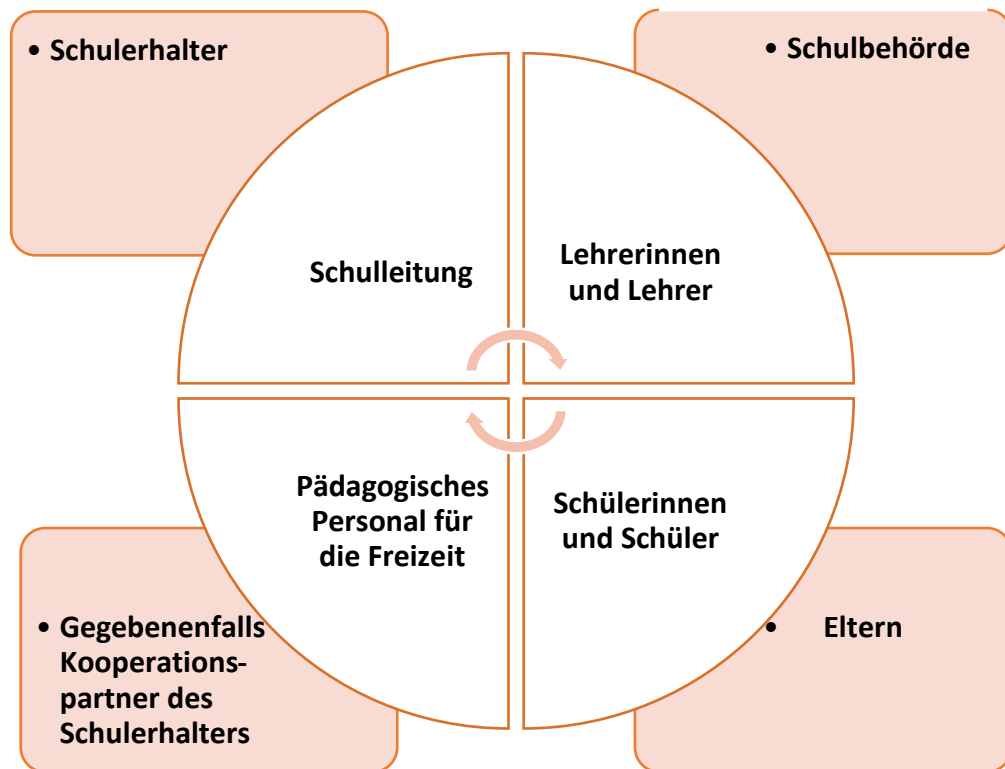 • Schulerhalter
• Schulbehörde
Schulleitung
Lehrerinnen
und Lehrer
Pädagogisches
Personal für
die Freizeit
Schülerinnen
und Schüler
• Gegebenenfalls
Kooperations-
partner des
Schulerhalters
• Eltern